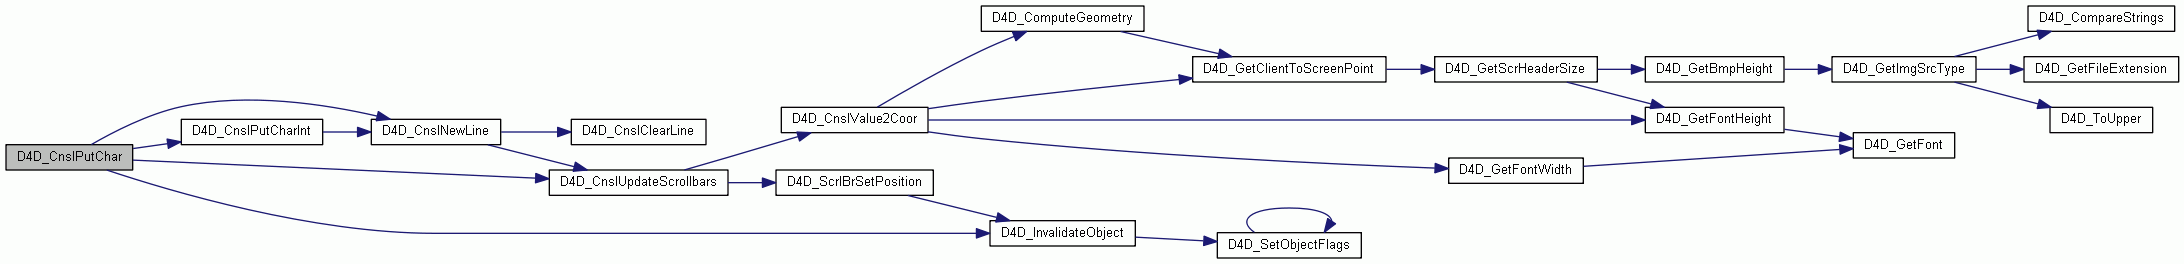 D4D_CnslPutChar
D4D_CnslPutCharInt
D4D_CnslNewLine
D4D_CnslClearLine
D4D_CnslUpdateScrollbars
D4D_CnslValue2Coor
D4D_ScrlBrSetPosition
D4D_ComputeGeometry
D4D_GetClientToScreenPoint
D4D_GetScrHeaderSize
D4D_GetBmpHeight
D4D_GetImgSrcType
D4D_CompareStrings
D4D_GetFileExtension
D4D_ToUpper
D4D_GetFontHeight
D4D_GetFontWidth
D4D_GetFont
D4D_InvalidateObject
D4D_SetObjectFlags